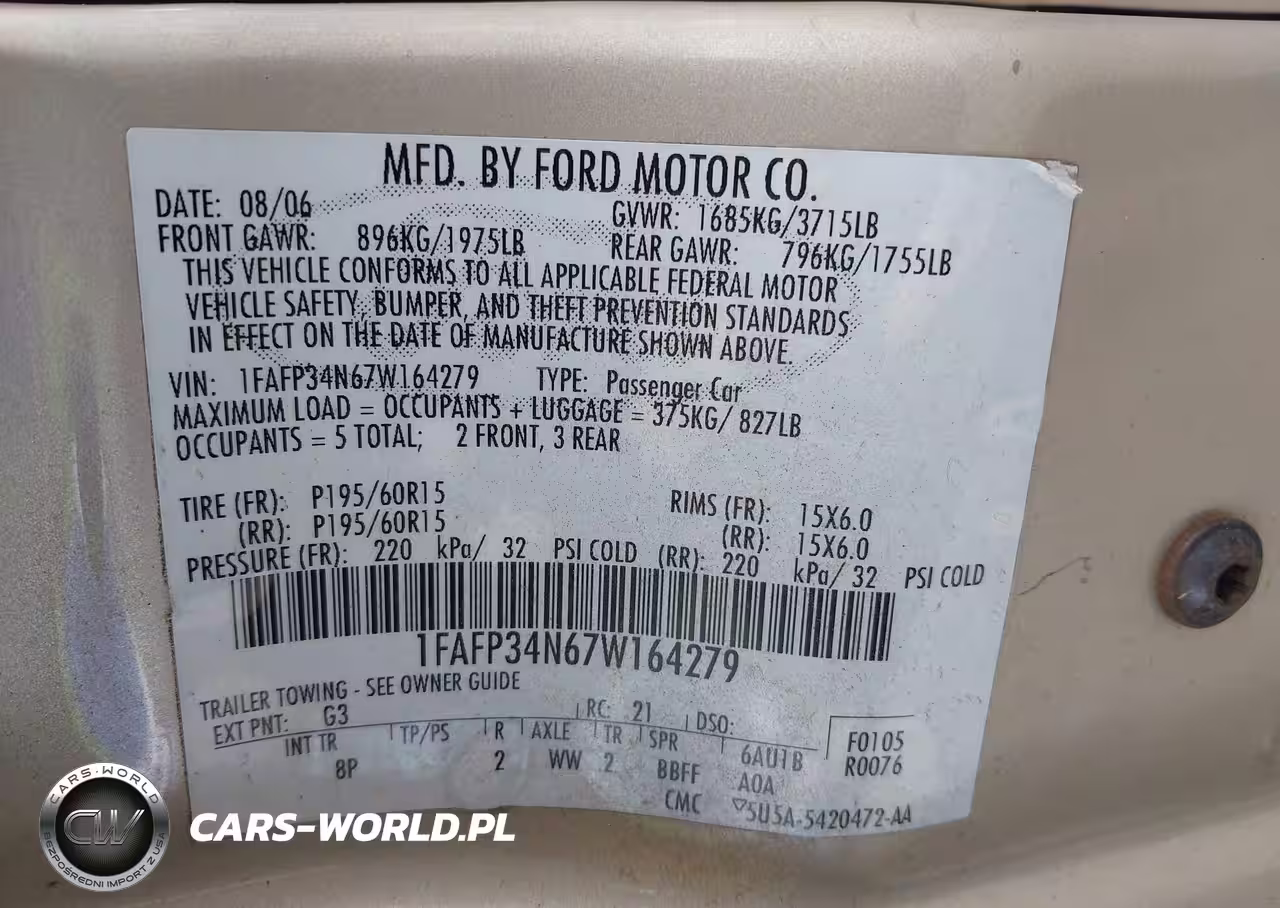 MFD. BY FORD MOTOR CO.
DATE: 08/06 GVWR: 1685KG/3715LB
FRONT GAWR: 896KG/1975LB REAR GAWR: 796KG/1755LB
THIS VEHICLE CONFORMS TO ALL APPLICABLE FEDERAL MOTOR
VEHICLE SAFETY, BUMPER, AND THEFT PREVENTION STANDARDS
IN EFFECT ON THE DATE OF MANUFACTURE SHOWN ABOVE.
VIN: 1FAFP34N67W164279 TYPE: Passenger Car
MAXIMUM LOAD = OCCUPANTS + LUGGAGE = 375KG/ 827LB
OCCUPANTS = 5 TOTAL; 2 FRONT, 3 REAR
TIRE (FR): P195/60R15 RIMS (FR): 15X6.0
(RR): P195/60R15 (RR): 15X6.0
PRESSURE (FR): 220 kPa/ 32 PSI COLD (RR): 220 kPa/ 32 PSI COLD
1FAFP34N67W164279
TRAILER TOWING - SEE OWNER GUIDE
EXT PNT: G3 RC: 21 DSO:
INT TR TP/PS R AXLE TR SPR 6AU1B F0105
8P 2 WW 2 BBFF A0A R0076
CMC ▽5U5A-5420472-AA
CARS-WORLD
CW
BEZPOŚREDNI IMPORT Z USA
CARS-WORLD.PL